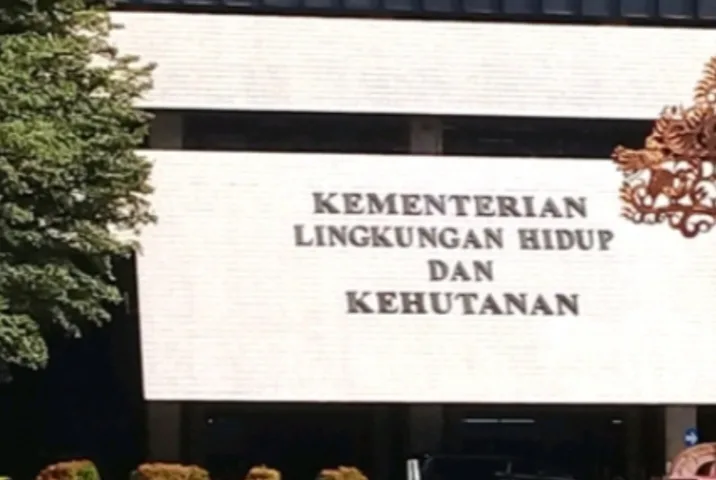 KEMENTERIAN
LINGKUNGAN HIDUP
DAN
KEHUTANAN